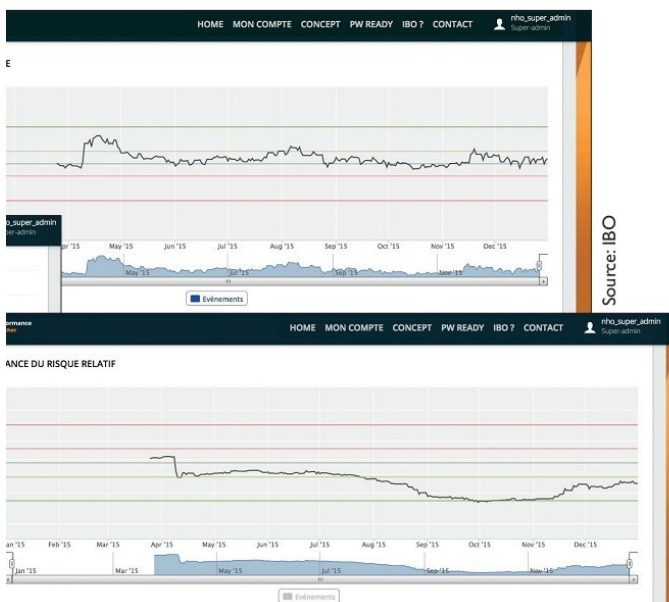 HOME MON COMPTE CONCEPT PW READY IBO ? CONTACT nho_super_admin
Super-admin
E
pr '15 May '15 Jun '15 Jul '15 Aug '15 Sep '15 Oct '15 Nov '15 Dec '15
May '15 Jul '15 Sep '15 Nov '15
Evénements
ho_super_admin
per-admin
Source: IBO
ormance
HOME MON COMPTE CONCEPT PW READY IBO ? CONTACT nho_super_admin
Super-admin
ANCE DU RISQUE RELATIF
an '15 Feb '15 Mar '15 Apr '15 May '15 Jun '15 Jul '15 Aug '15 Sep '15 Oct '15 Nov '15 Dec '15
Jan '15 Mar '15 May '15 Jul '15 Sep '15 Nov '15
Evénements